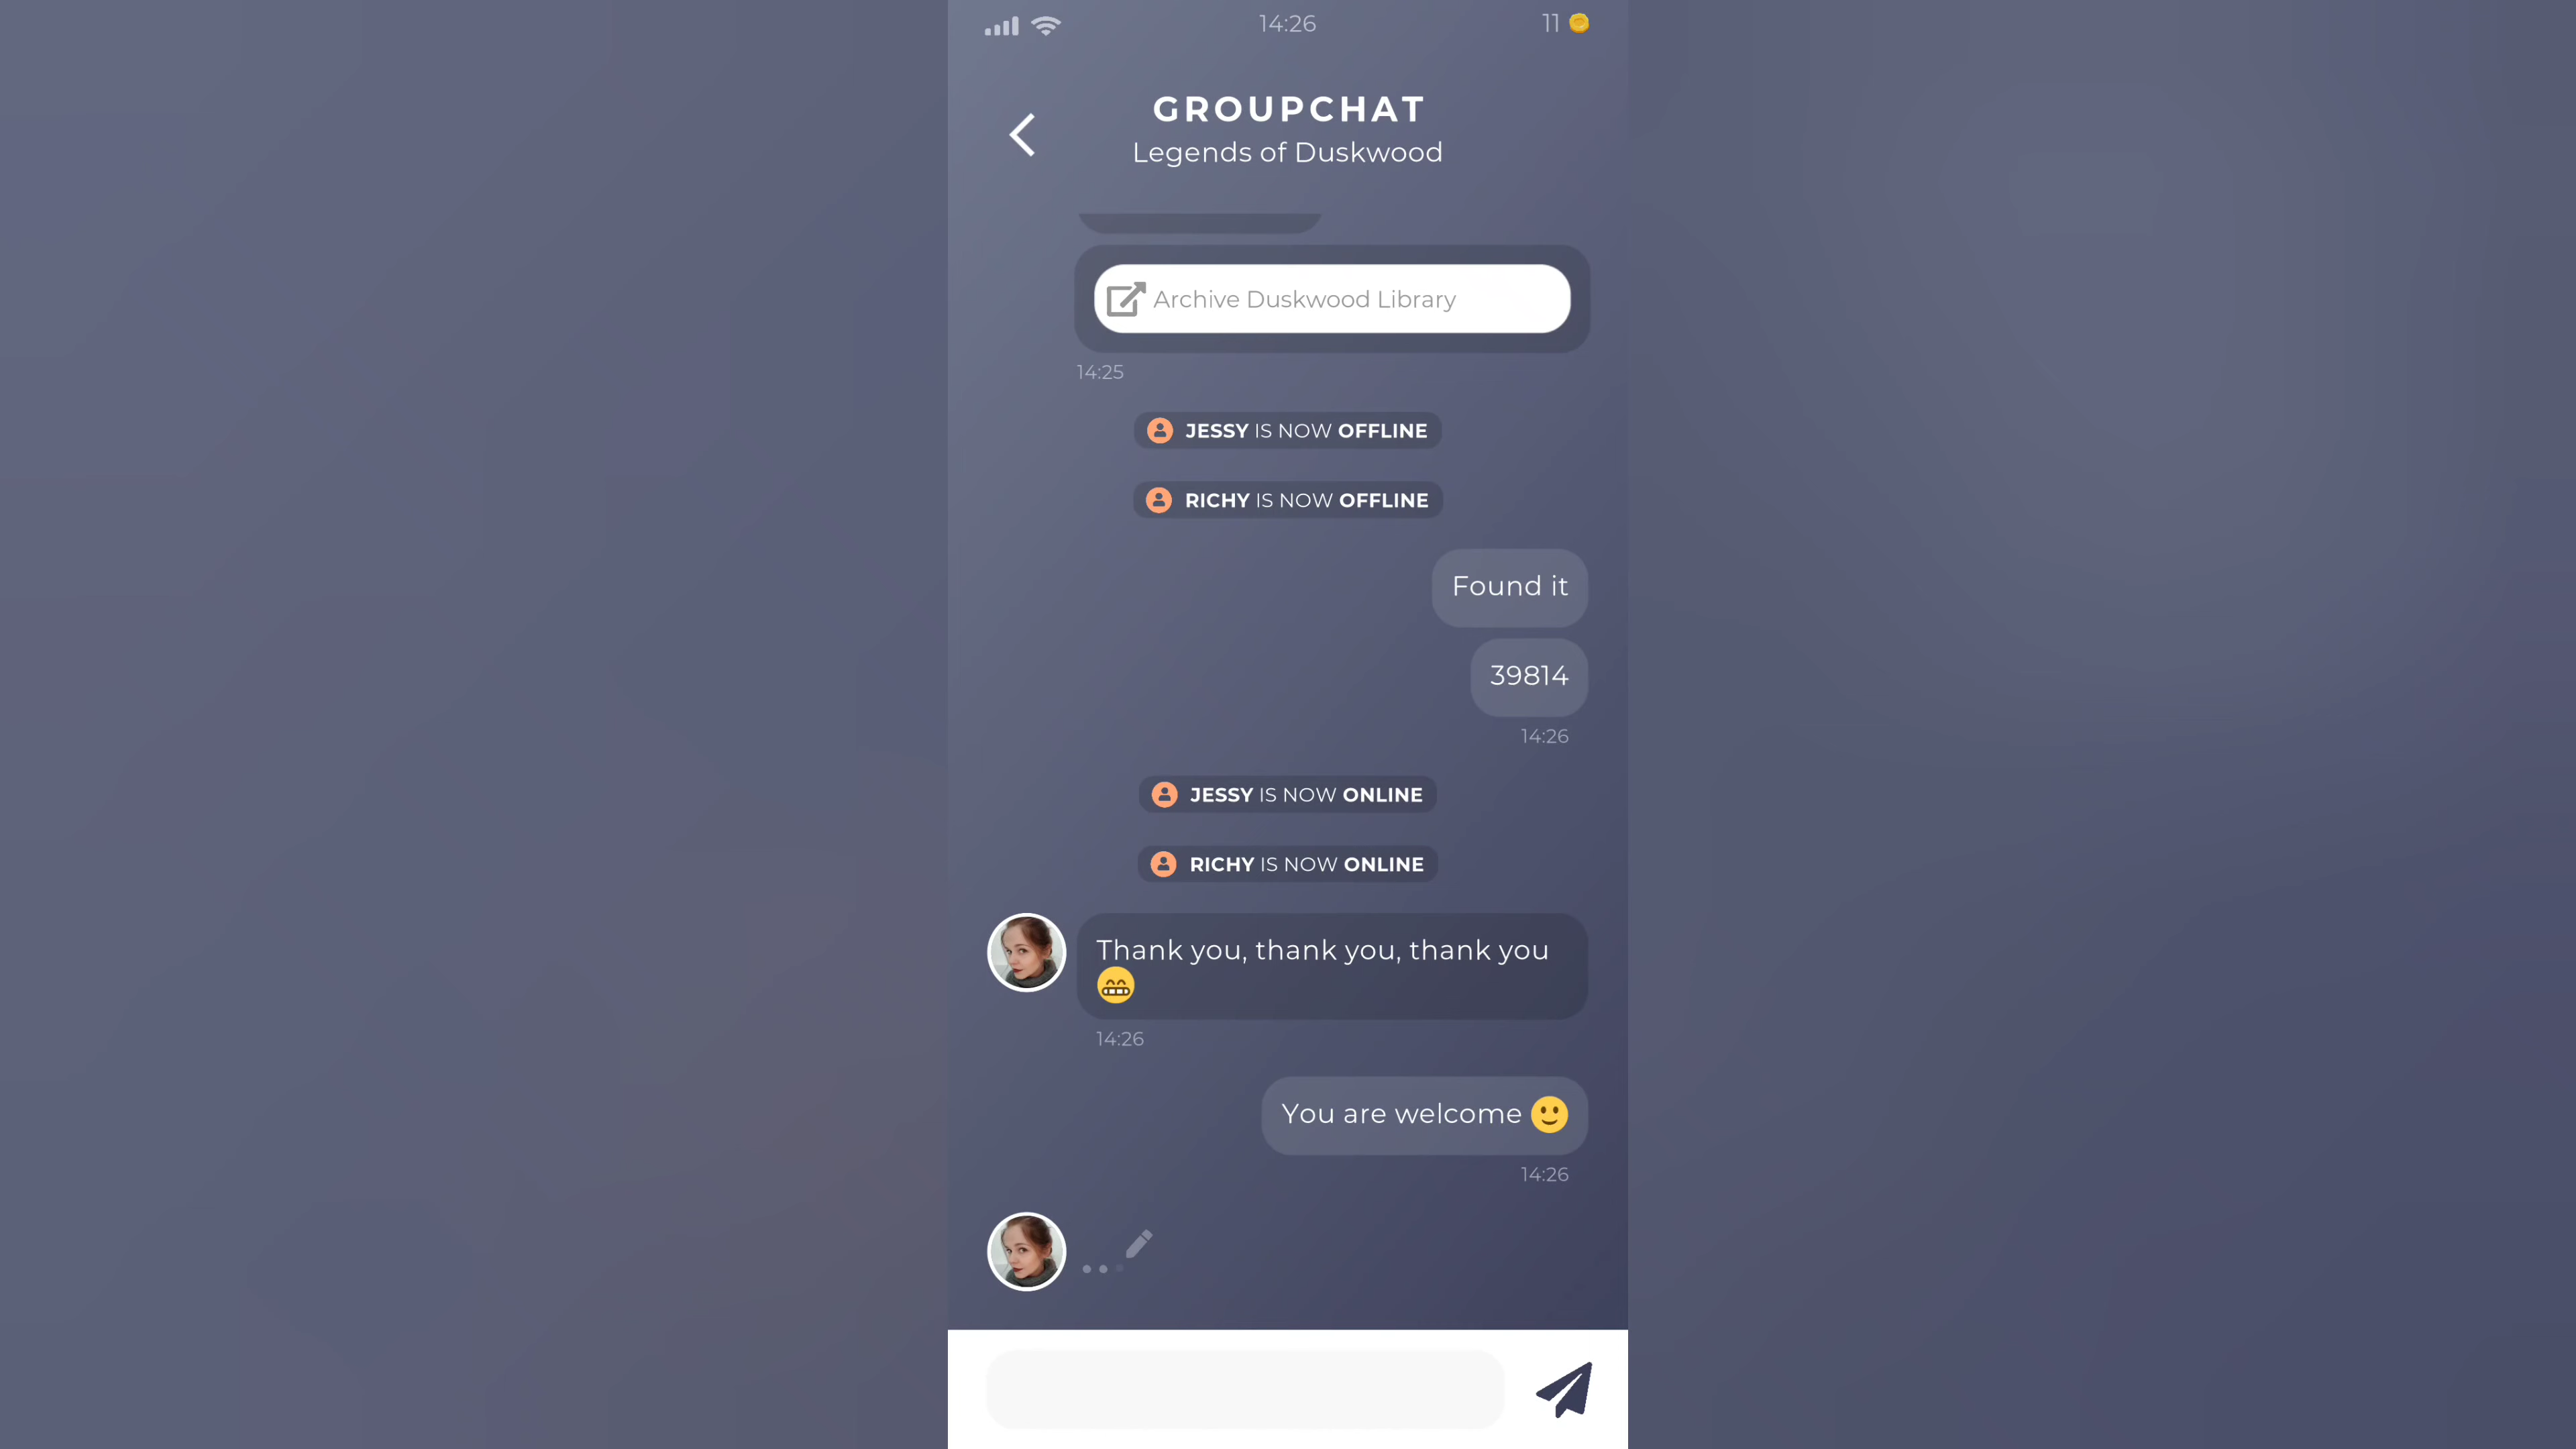 14:26
11
GROUPCHAT
Legends of Duskwood
Archive Duskwood Library
14:25
JESSY IS NOW OFFLINE
RICHY IS NOW OFFLINE
Found it
39814
14:26
JESSY IS NOW ONLINE
RICHY IS NOW ONLINE
Thank you, thank you, thank you
😁
14:26
You are welcome 🙂
14:26